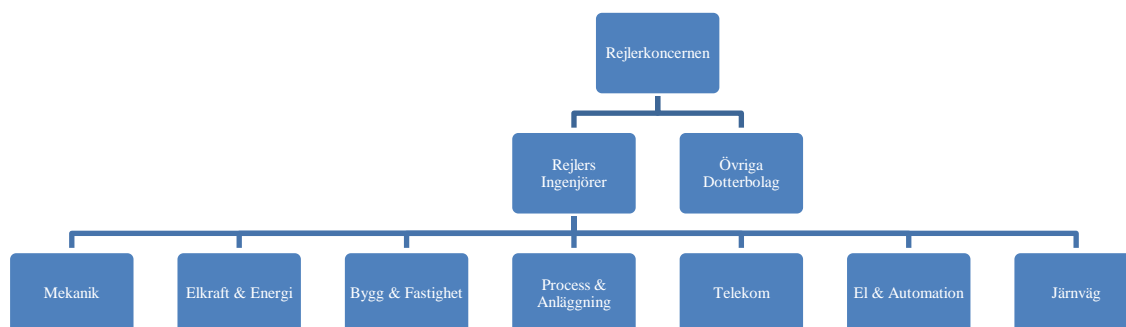 Rejlerkoncernen
Rejlers
Ingenjörer
Övriga
Dotterbolag
Mekanik
Elkraft & Energi
Bygg & Fastighet
Process &
Anläggning
Telekom
El & Automation
Järnväg